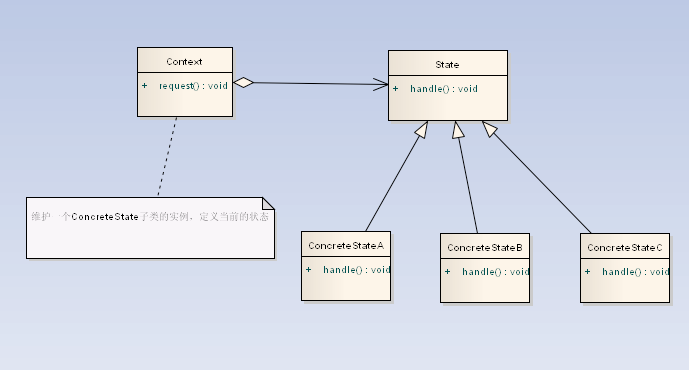 Context
+ request() : void
State
+ handle() : void
维护一个ConcreteState子类的实例，定义当前的状态
ConcreteStateA
+ handle() : void
ConcreteStateB
+ handle() : void
ConcreteStateC
+ handle() : void